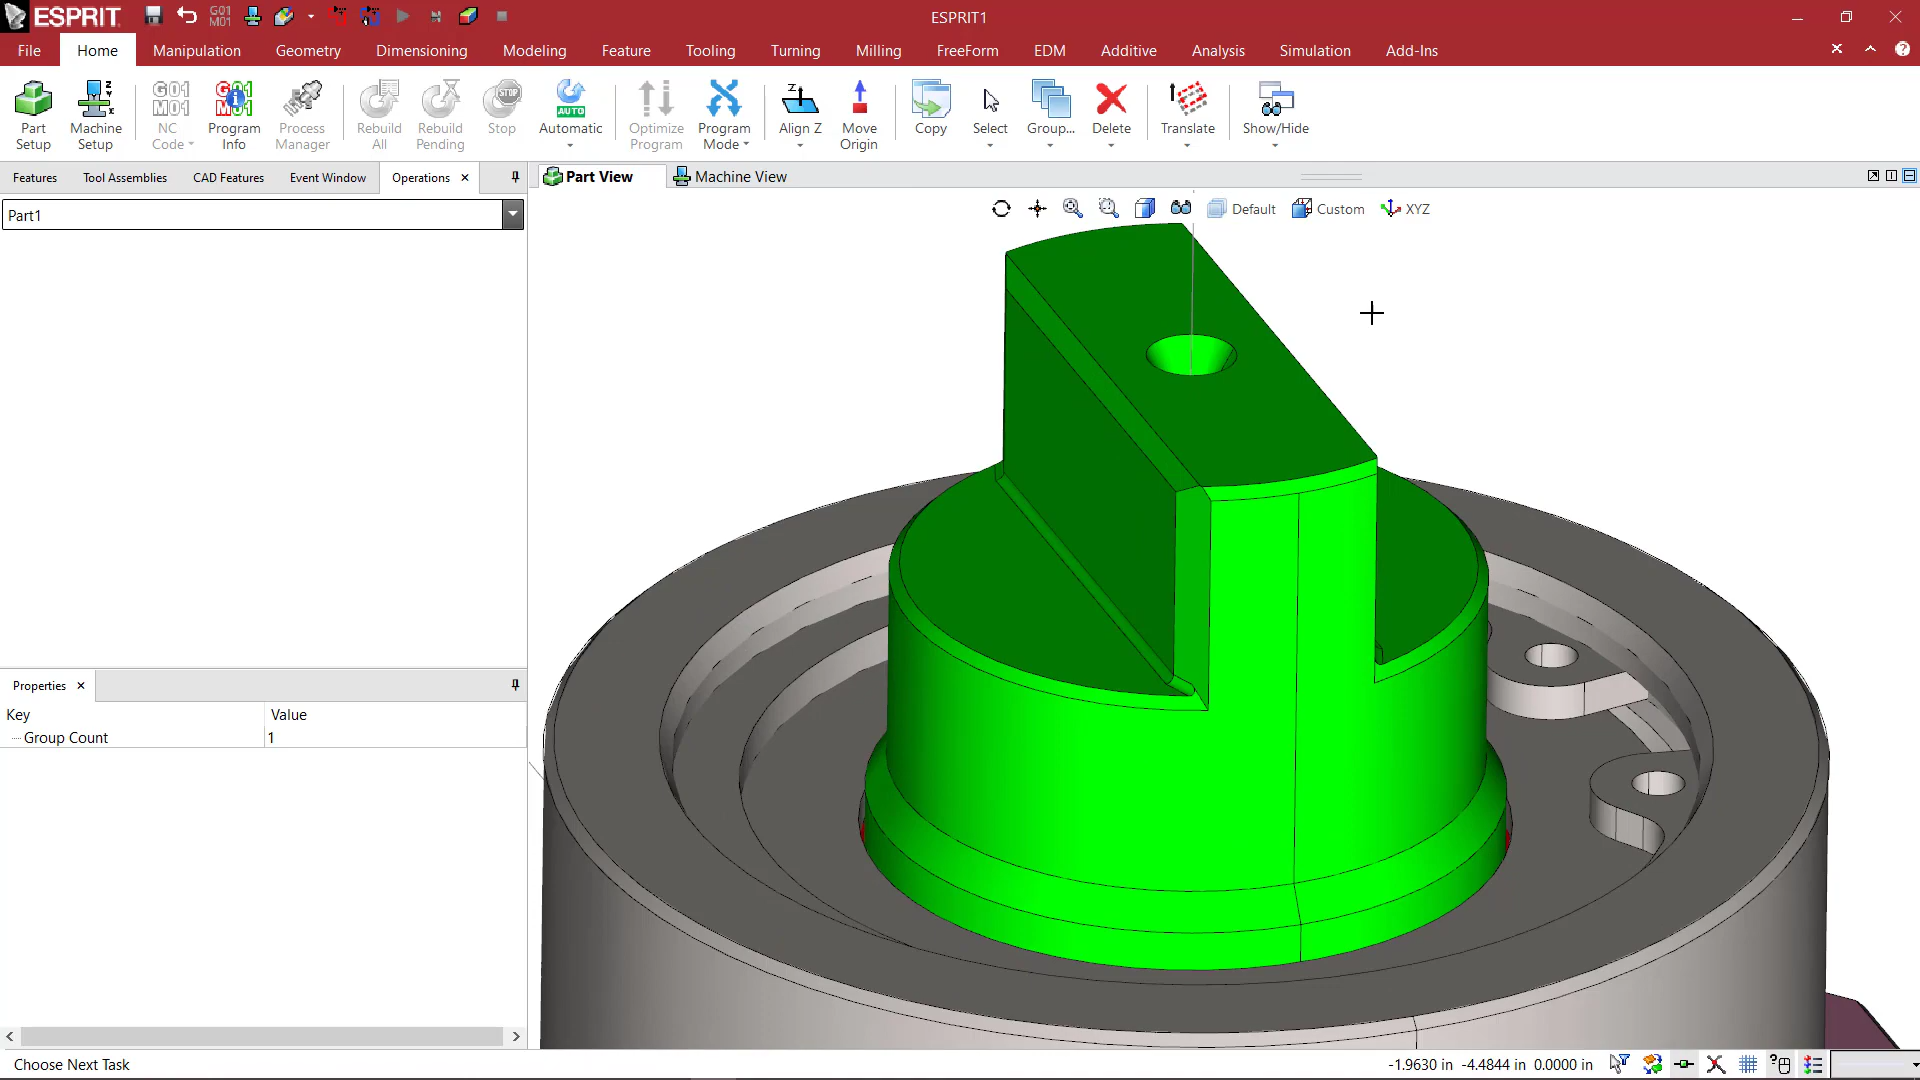 ESPRIT
G01
M01
ESPRIT1
File Home Manipulation Geometry Dimensioning Modeling Feature Tooling Turning Milling FreeForm EDM Additive Analysis Simulation Add-Ins
Part
Setup
Machine
Setup
NC
Code
Program
Info
Process
Manager
Rebuild
All
Rebuild
Pending
Stop
Automatic
Optimize
Program
Program
Mode
Align Z
Move
Origin
Copy
Select
Group...
Delete
Translate
Show/Hide
Features Tool Assemblies CAD Features Event Window Operations
Part View Machine View
Part1
Default Custom XYZ
Properties
Key Value
Group Count 1
Choose Next Task
-1.9630 in -4.4844 in 0.0000 in